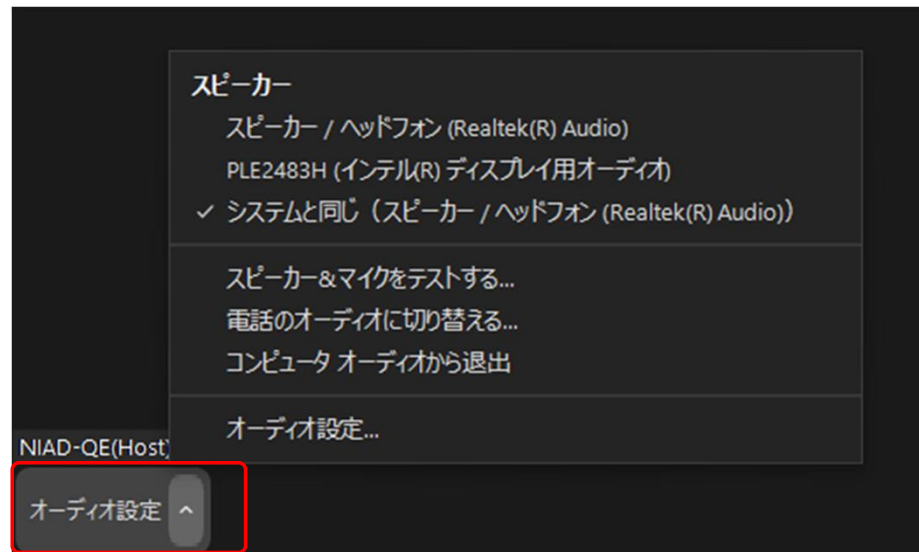 スピーカー
スピーカー / ヘッドフォン (Realtek(R) Audio)
PLE2483H (インテル(R) ディスプレイ用オーディオ)
✓ システムと同じ（スピーカー / ヘッドフォン (Realtek(R) Audio)）
スピーカー&マイクをテストする...
電話のオーディオに切り替える...
コンピュータ オーディオから退出
オーディオ設定...
NIAD-QE(Host)
オーディオ設定 ^